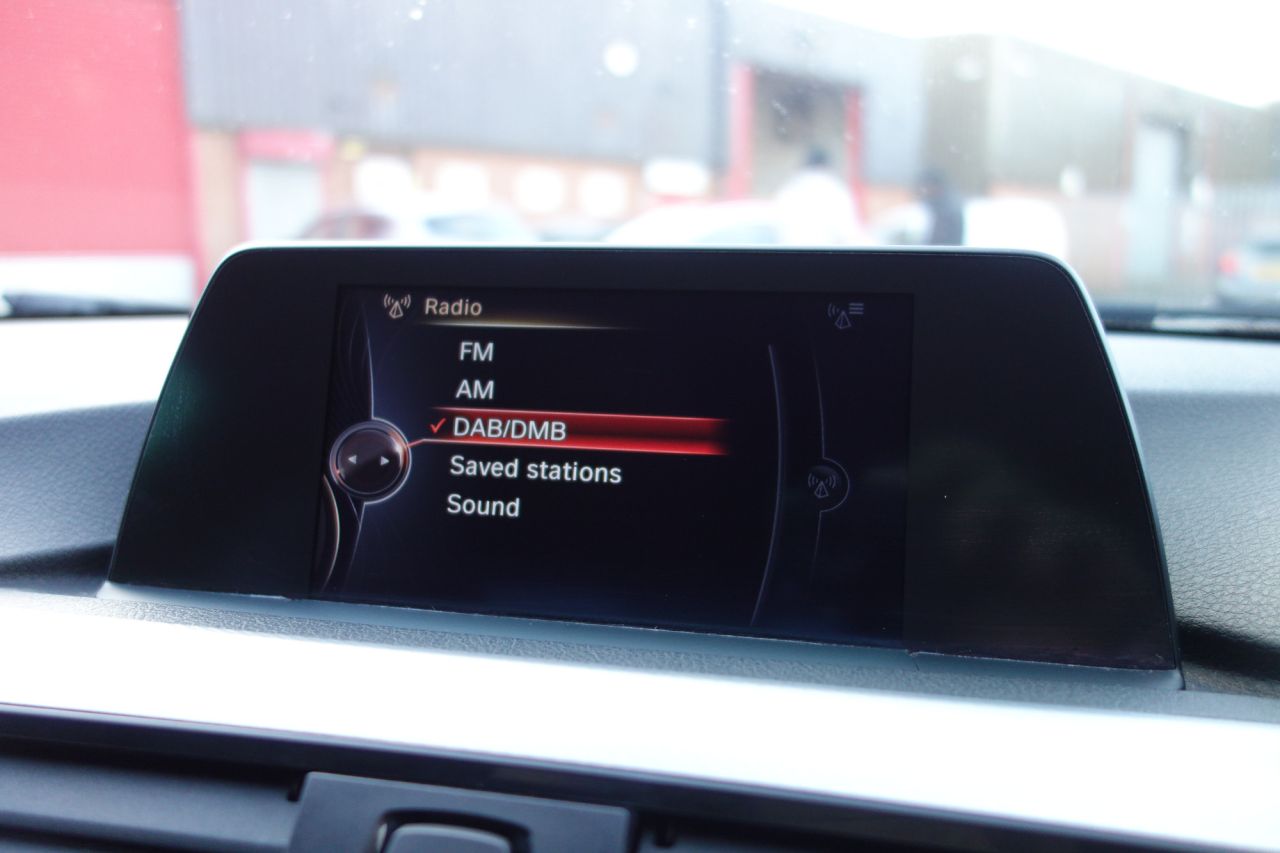 Radio
FM
AM
✓ DAB/DMB
Saved stations
Sound